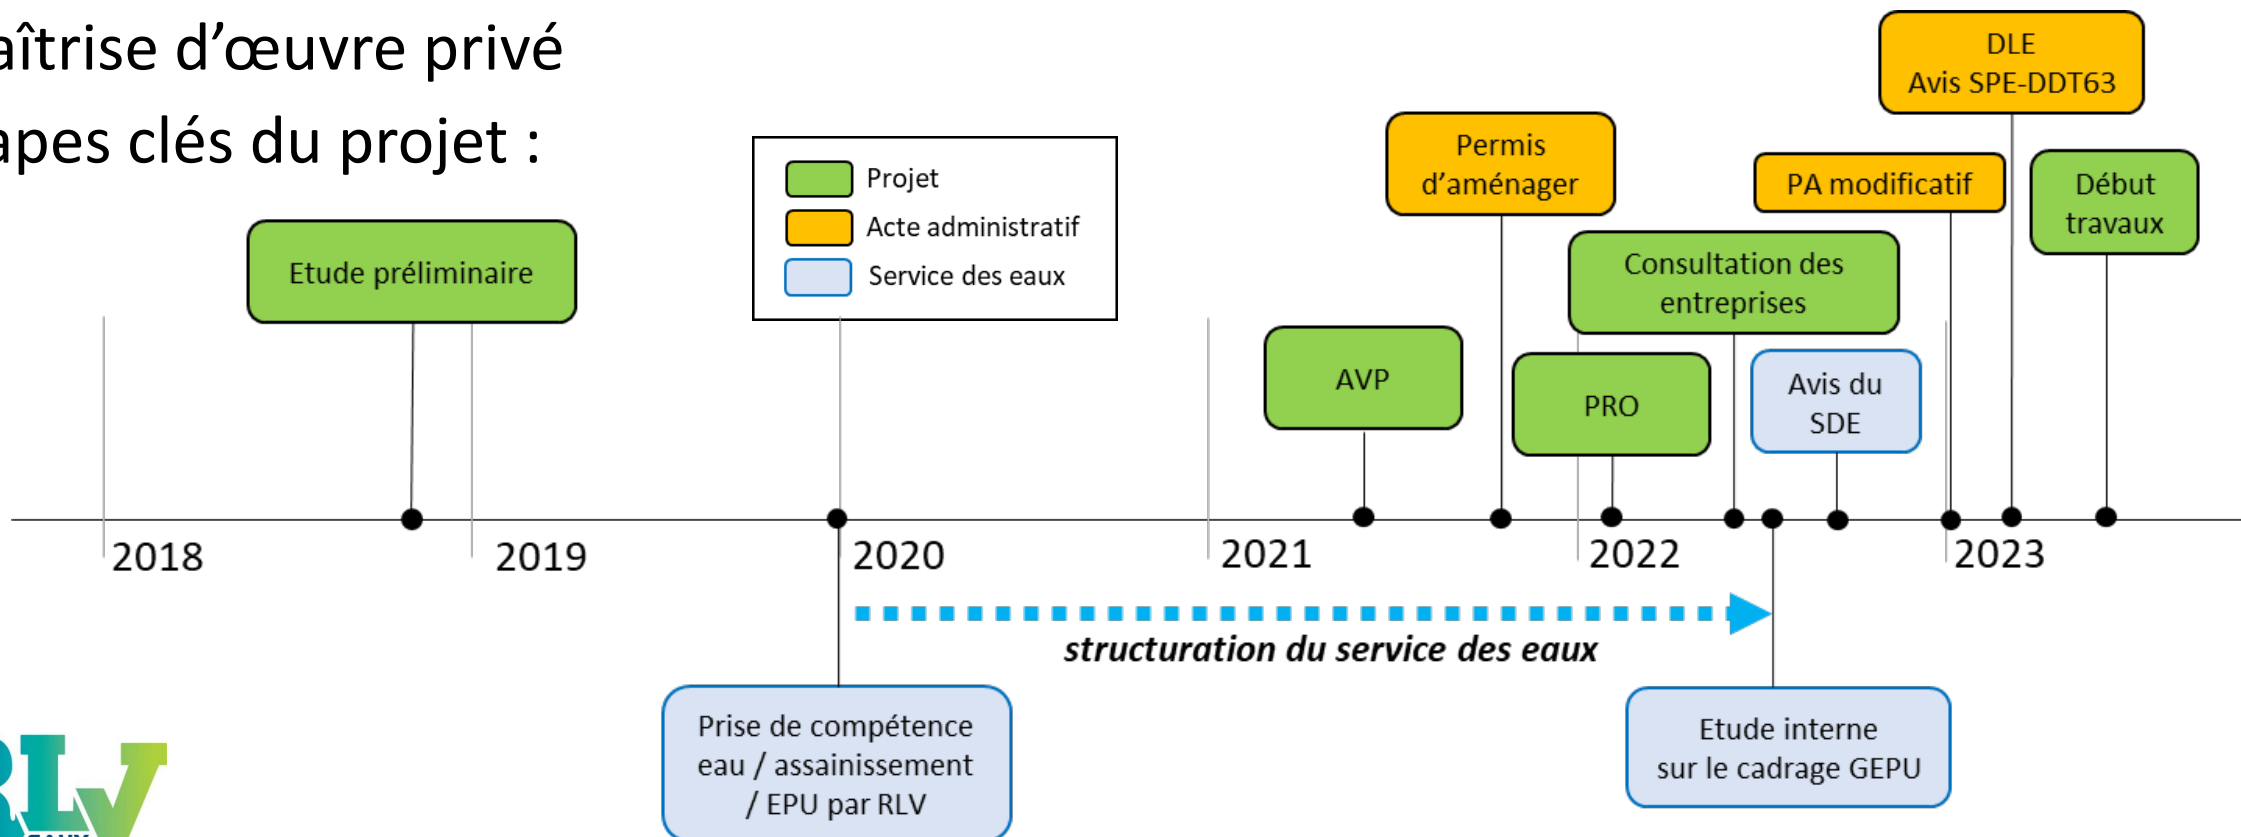 aîtrise d’œuvre privé
apes clés du projet :
Projet
Acte administratif
Service des eaux
Etude préliminaire
AVP
Permis
d’aménager
PRO
Consultation des
entreprises
Avis du
SDE
PA modificatif
DLE
Avis SPE-DDT63
Début
travaux
2018
2019
2020
2021
2022
2023
structuration du service des eaux
Prise de compétence
eau / assainissement
/ EPU par RLV
Etude interne
sur le cadrage GEPU
RLV